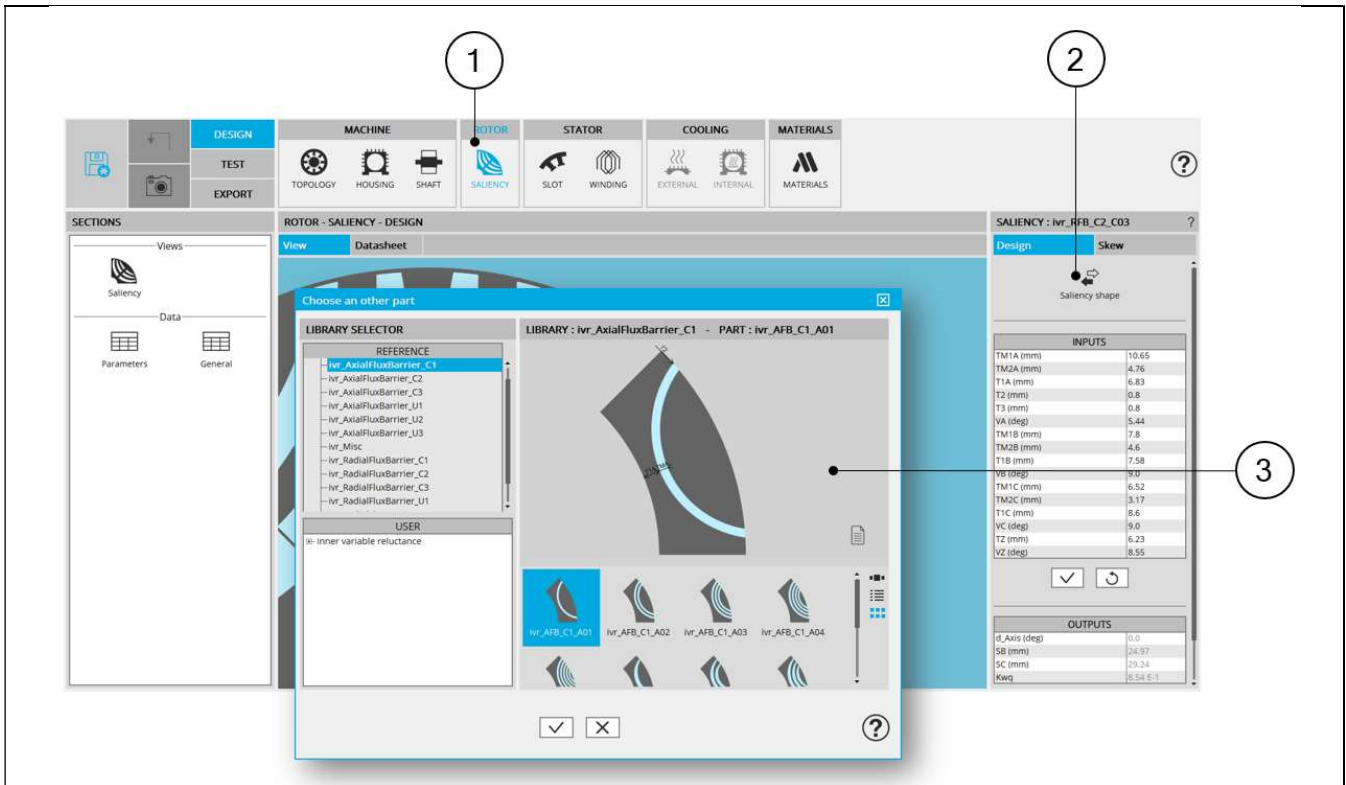 1
2
DESIGN
TEST
EXPORT
MACHINE
TOPOLOGY HOUSING SHAFT
ROTOR
SALIENCY
STATOR
SLOT WINDING
COOLING
EXTERNAL INTERNAL
MATERIALS
MATERIALS
?
SECTIONS
Views
Saliency
Data
Parameters General
ROTOR - SALIENCY - DESIGN
View Datasheet
Choose an other part
LIBRARY SELECTOR
REFERENCE
ivr_AxialFluxBarrier_C1
ivr_AxialFluxBarrier_C2
ivr_AxialFluxBarrier_C3
ivr_AxialFluxBarrier_U1
ivr_AxialFluxBarrier_U2
ivr_AxialFluxBarrier_U3
ivr_Misc
ivr_RadialFluxBarrier_C1
ivr_RadialFluxBarrier_C2
ivr_RadialFluxBarrier_C3
ivr_RadialFluxBarrier_U1
USER
Inner variable reluctance
LIBRARY : ivr_AxialFluxBarrier_C1 - PART : ivr_AFB_C1_A01
ivr_AFB_C1_A01 ivr_AFB_C1_A02 ivr_AFB_C1_A03 ivr_AFB_C1_A04
?
SALIENCY : ivr_RFB_C2_C03 ?
Design Skew
Saliency shape
INPUTS
TM1A (mm) 10.65
TM2A (mm) 4.76
T1A (mm) 6.83
T2 (mm) 0.8
T3 (mm) 0.8
VA (deg) 5.44
TM1B (mm) 7.8
TM2B (mm) 4.6
T1B (mm) 7.58
VB (deg) 9.0
TM1C (mm) 6.52
TM2C (mm) 3.17
T1C (mm) 8.6
VC (deg) 9.0
TZ (mm) 6.23
VZ (deg) 8.55
OUTPUTS
d_Axis (deg) 0.0
SB (mm) 24.97
SC (mm) 29.24
Kwq 8.54 E-1
3